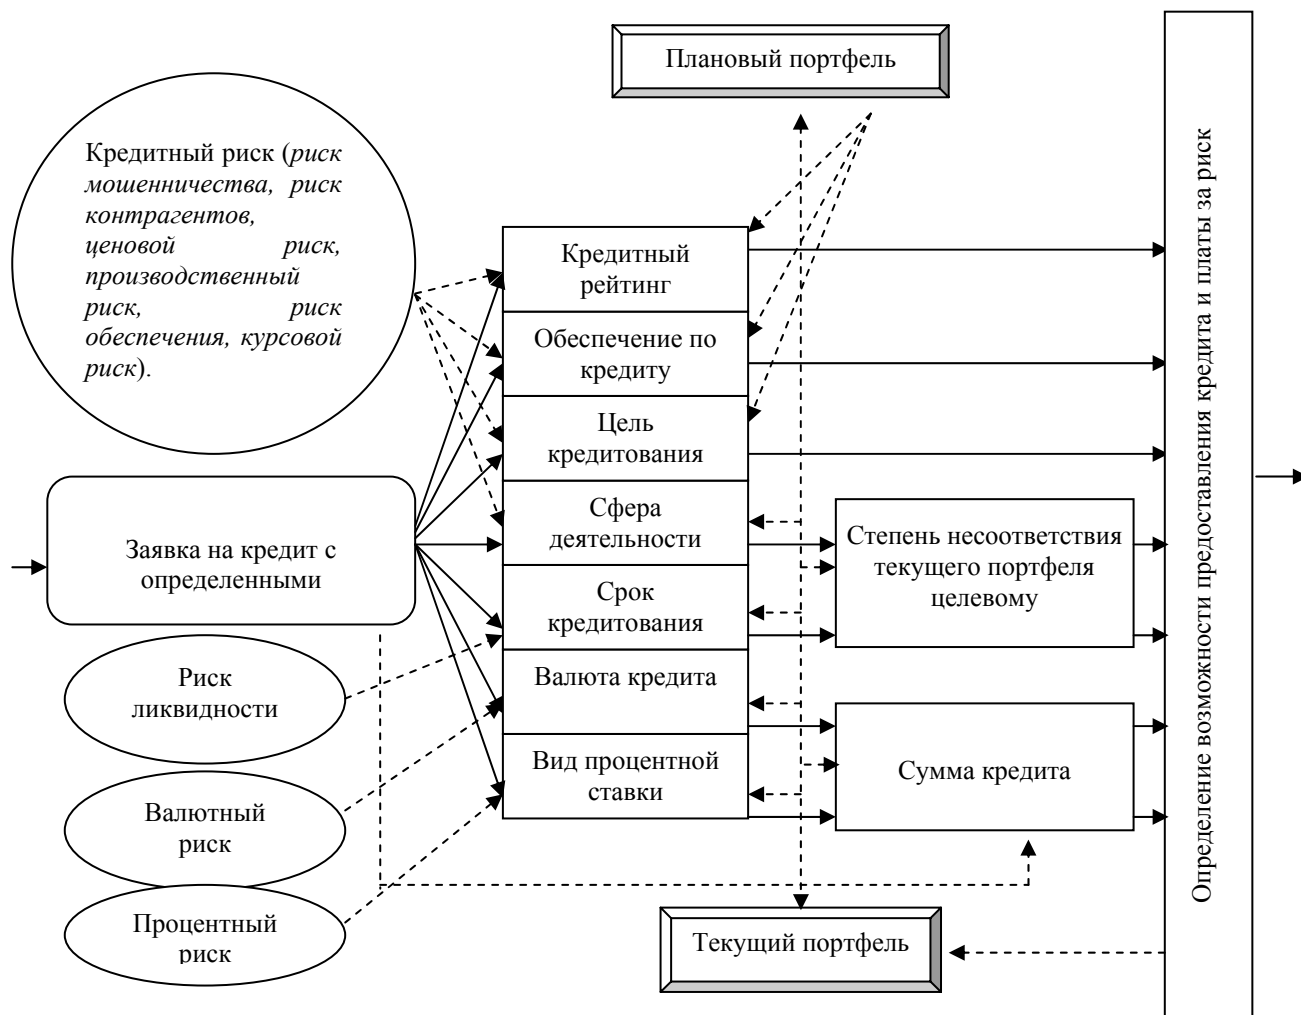 Плановый портфель
Кредитный риск (риск
мошенничества, риск
контрагентов,
ценовой риск,
производственный
риск, риск
обеспечения, курсовой
риск).
Кредитный
рейтинг
Обеспечение по
кредиту
Цель
кредитования
Сфера
деятельности
Срок
кредитования
Валюта кредита
Вид процентной
ставки
Заявка на кредит с
определенными
Риск
ликвидности
Валютный
риск
Процентный
риск
Степень несоответствия
текущего портфеля
целевому
Сумма кредита
Текущий портфель
Определение возможности предоставления кредита и платы за риск